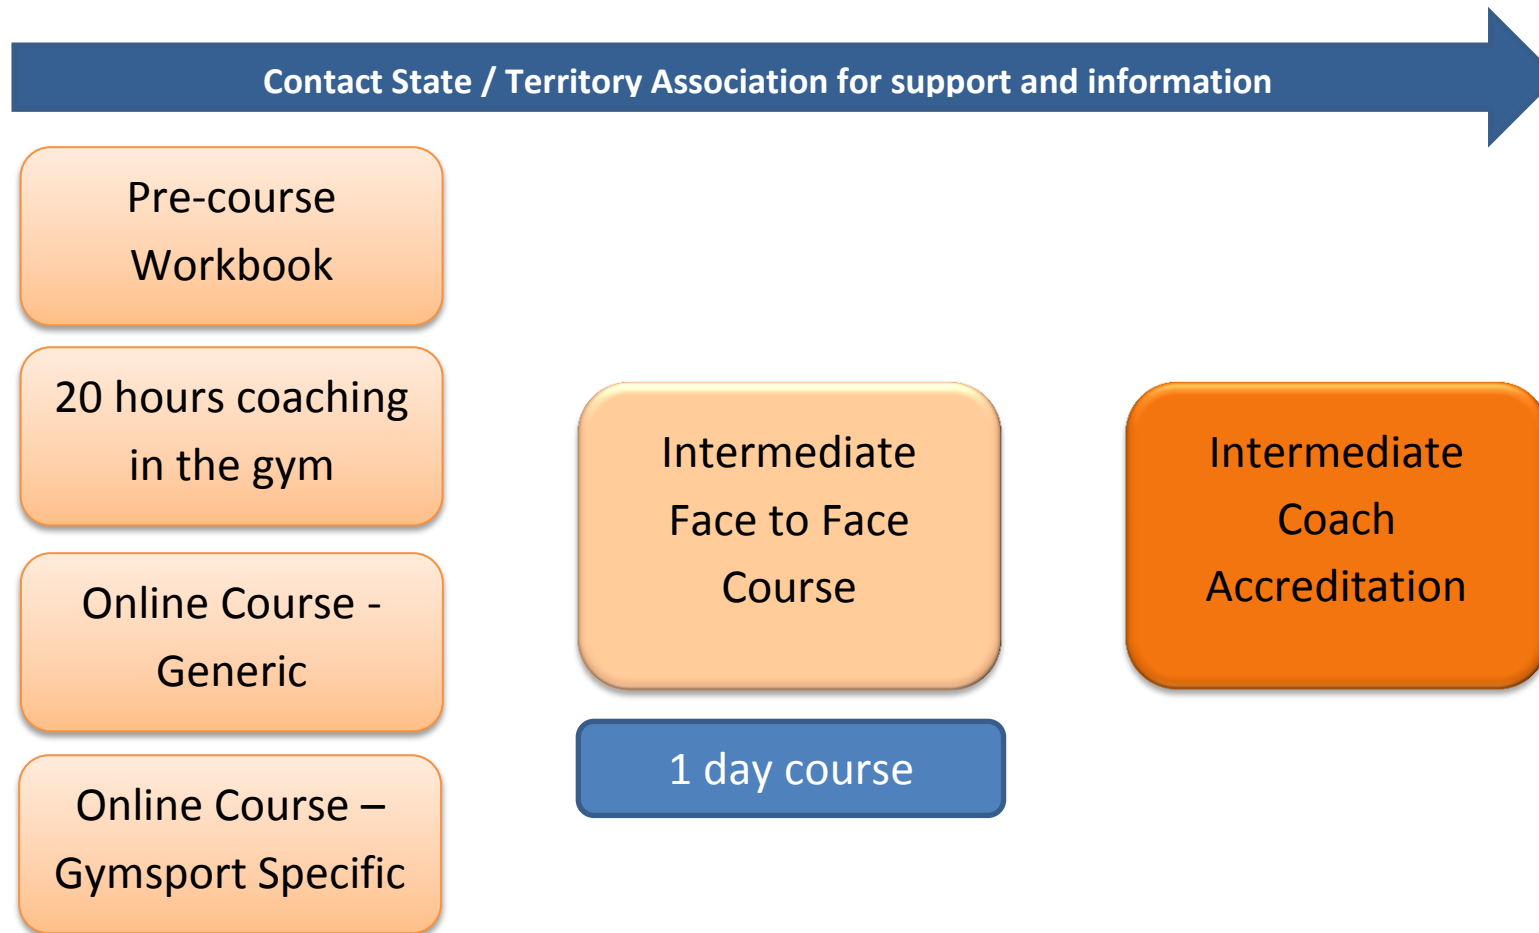 Contact State / Territory Association for support and information
Pre-course
Workbook
20 hours coaching
in the gym
Online Course -
Generic
Online Course –
Gymsport Specific
Intermediate
Face to Face
Course
1 day course
Intermediate
Coach
Accreditation